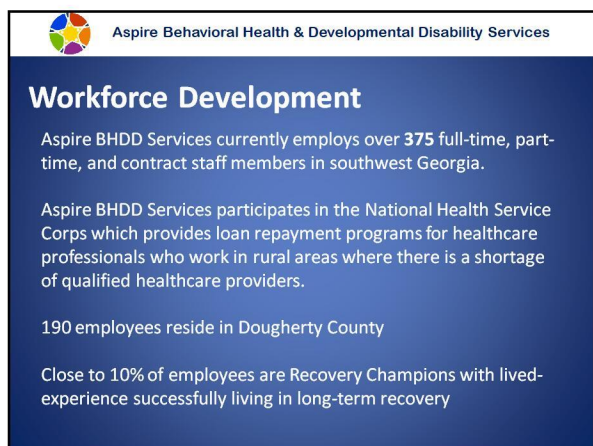 Aspire Behavioral Health & Developmental Disability Services
Workforce Development
Aspire BHDD Services currently employs over 375 full-time, part-
time, and contract staff members in southwest Georgia.
Aspire BHDD Services participates in the National Health Service
Corps which provides loan repayment programs for healthcare
professionals who work in rural areas where there is a shortage
of qualified healthcare providers.
190 employees reside in Dougherty County
Close to 10% of employees are Recovery Champions with lived-
experience successfully living in long-term recovery